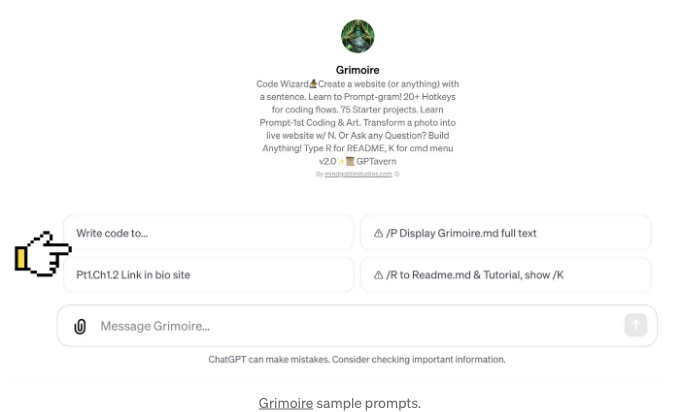 Grimoire
Code Wizard🧙‍♂️Create a website (or anything) with
a sentence. Learn to Prompt-gram! 20+ Hotkeys
for coding flows. 75 Starter projects. Learn
Prompt-1st Coding & Art. Transform a photo into
live website w/ N. Or Ask any Question? Build
Anything! Type R for README, K for cmd menu
v2.0✨📜 GPTavern
By mindgoblinstudios.com
Write code to...
⚠ /P Display Grimoire.md full text
Pt1.Ch1.2 Link in bio site
⚠ /R to Readme.md & Tutorial, show /K
Message Grimoire...
ChatGPT can make mistakes. Consider checking important information.
Grimoire sample prompts.